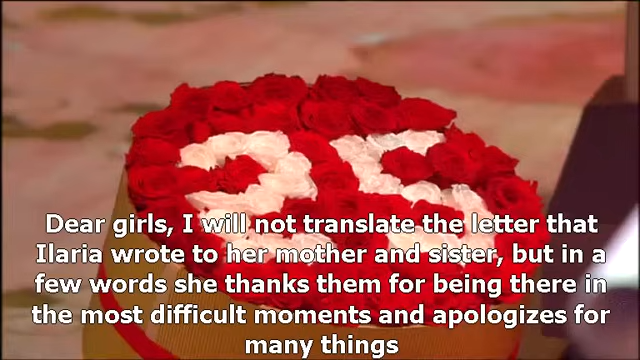 Dear girls, I will not translate the letter that
Ilaria wrote to her mother and sister, but in a
few words she thanks them for being there in
the most difficult moments and apologizes for
many things